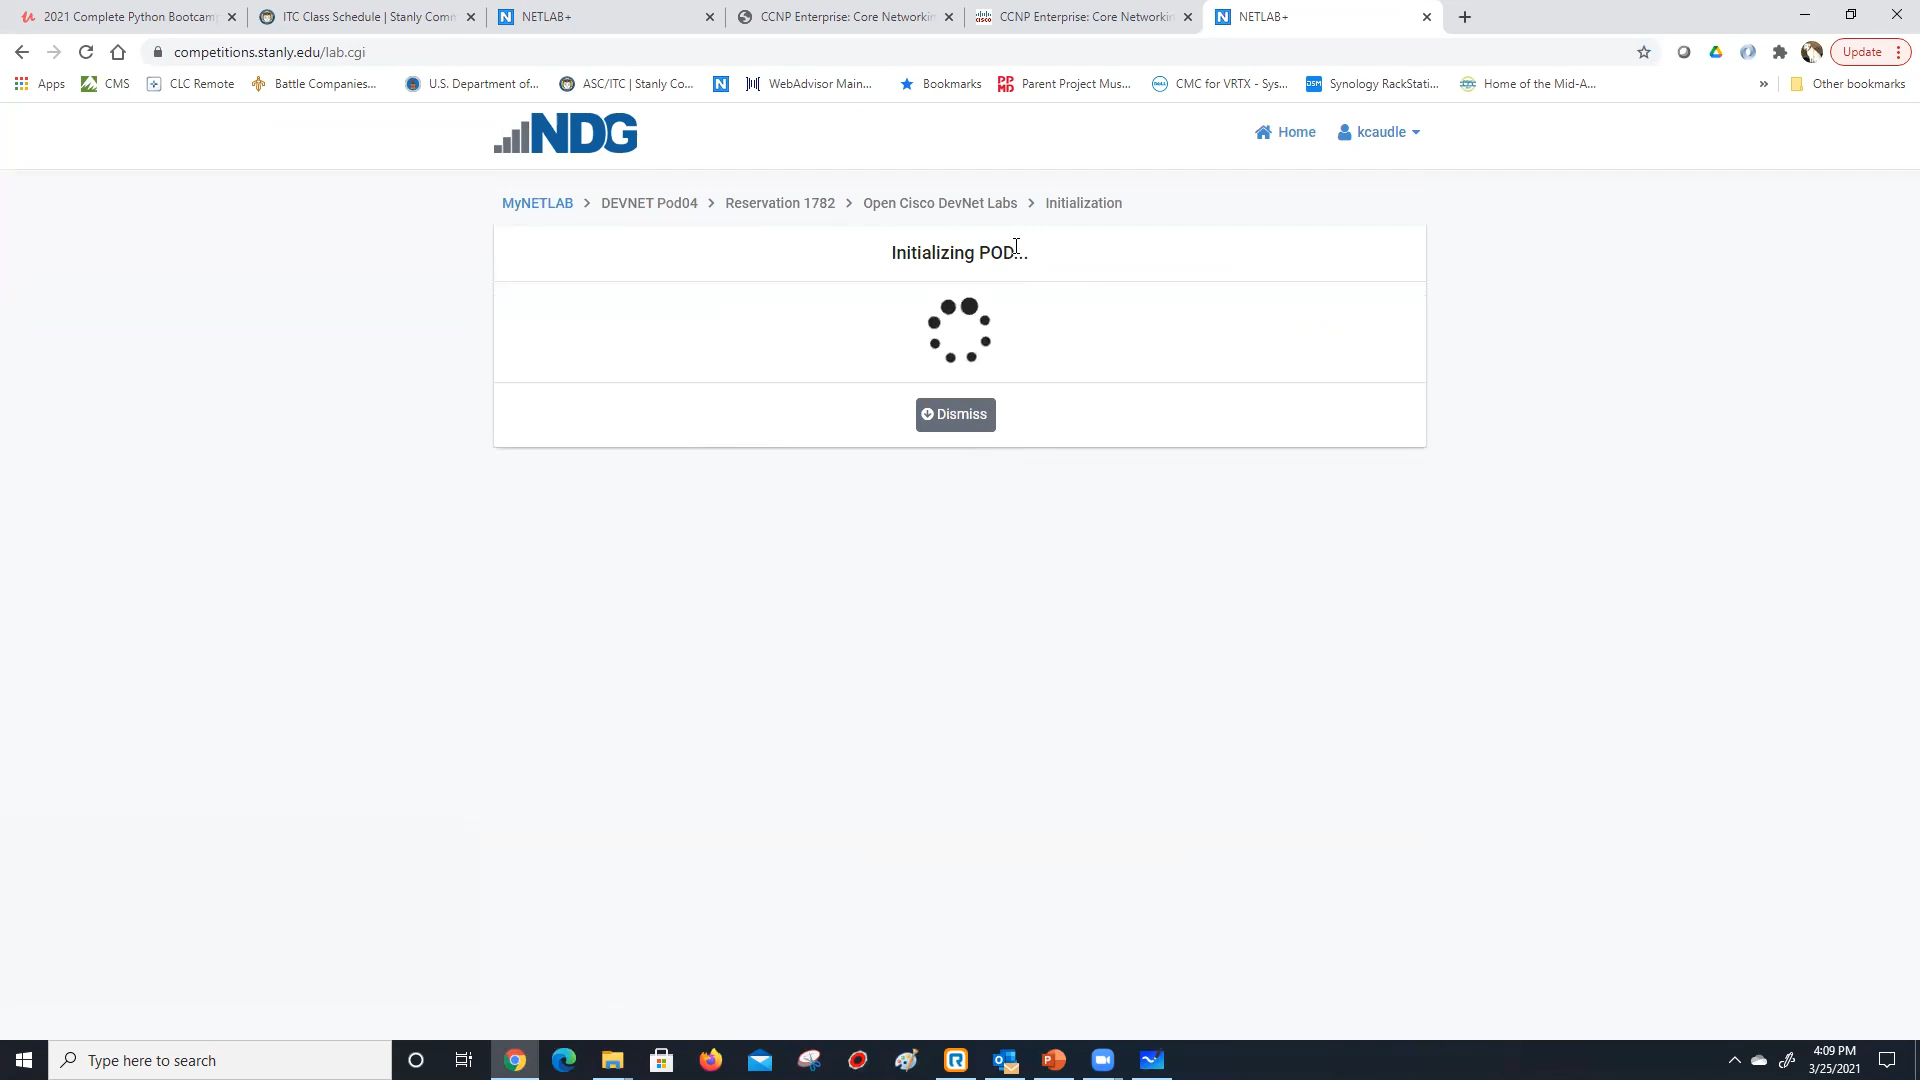 2021 Complete Python Bootcam
ITC Class Schedule | Stanly Comm
NETLAB+
CCNP Enterprise: Core Networkin
CCNP Enterprise: Core Networkin
NETLAB+
competitions.stanly.edu/lab.cgi
Update
Apps
CMS
CLC Remote
Battle Companies...
U.S. Department of...
ASC/ITC | Stanly Co...
WebAdvisor Main...
Bookmarks
Parent Project Mus...
CMC for VRTX - Sys...
Synology RackStati...
Home of the Mid-A...
»
Other bookmarks
NDG
Home
kcaudle
MyNETLAB > DEVNET Pod04 > Reservation 1782 > Open Cisco DevNet Labs > Initialization
Initializing POD...
Dismiss
Type here to search
4:09 PM
3/25/2021